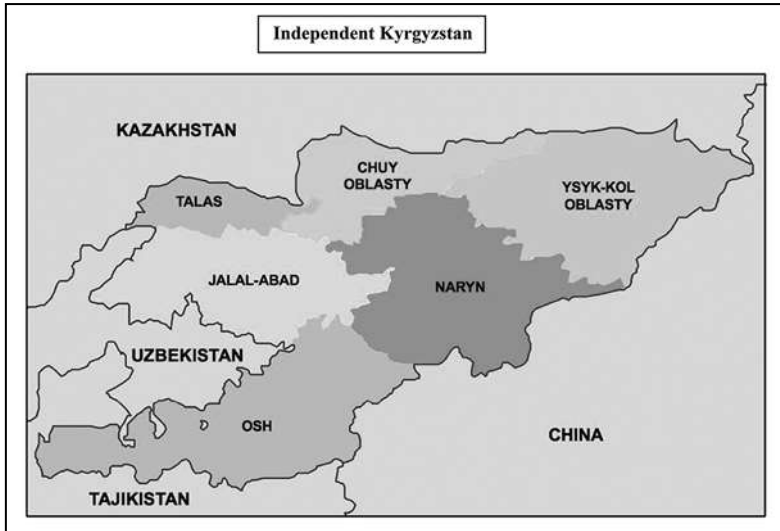 Independent Kyrgyzstan
KAZAKHSTAN
CHUY
OBLASTY
YSYK-KOL
OBLASTY
TALAS
JALAL-ABAD
NARYN
UZBEKISTAN
OSH
CHINA
TAJIKISTAN